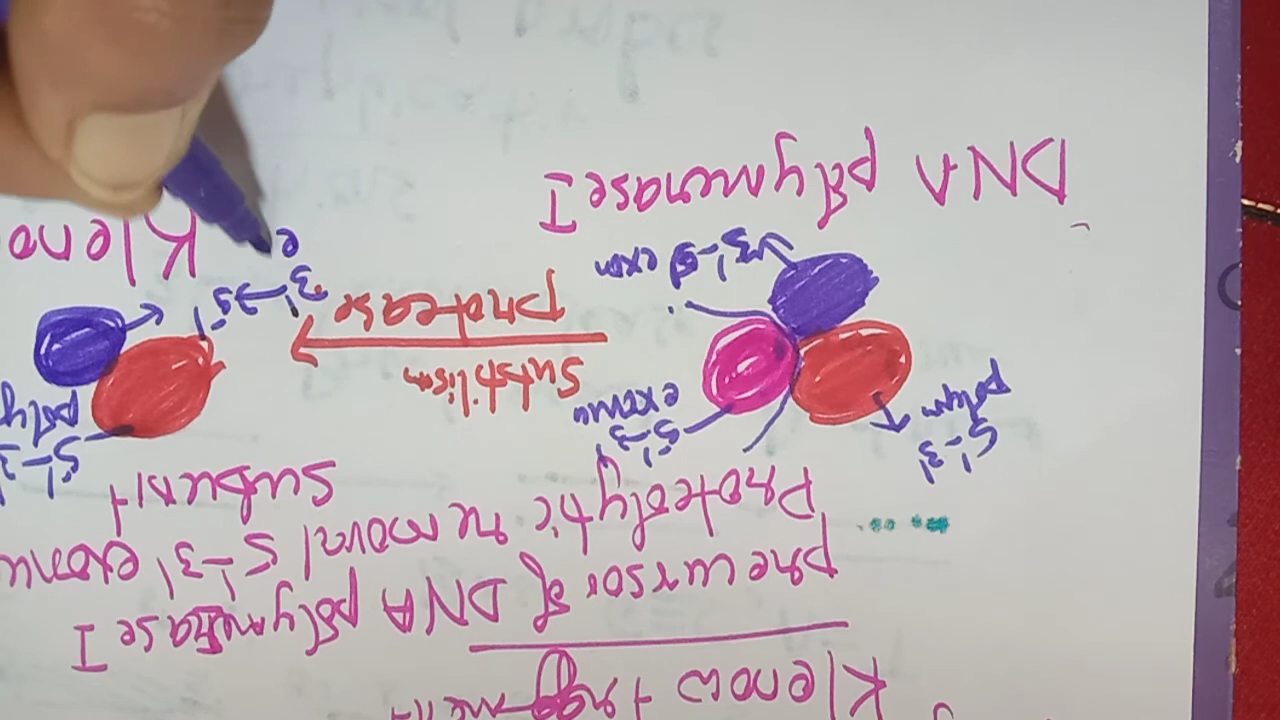 Klenow
precursor of DNA polymerase I
Proteolytic removal 5'-3' exonu
subunit
5'-3'
polym
5'-3'
exonu
Subtilism
protease
5'-3
poly
3'→5'
e
3'-5' exon
DNA polymerase I
Kleno